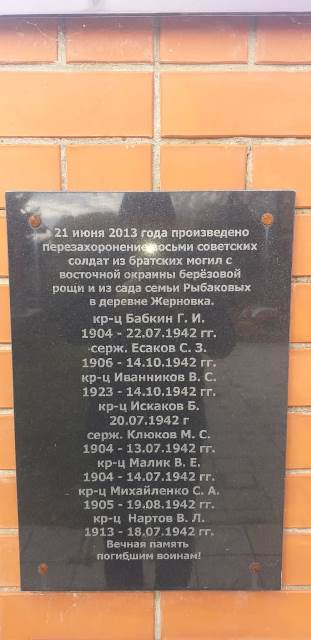 21 июня 2013 года произведено
перезахоронение восьми советских
солдат из братских могил с
восточной окраины берёзовой
рощи и из сада семьи Рыбаковых
в деревне Жерновка.
кр-ц Бабкин Г. И.
1904 - 22.07.1942 гг.
серж. Есаков С. З.
1906 - 14.10.1942 гг.
кр-ц Иванников В. С.
1923 - 14.10.1942 гг.
кр-ц Искаков Б.
20.07.1942 г
серж. Клюков М. С.
1904 - 13.07.1942 гг.
кр-ц Малик В. Е.
1904 - 14.07.1942 гг.
кр-ц Михайленко С. А.
1905 - 19.08.1942 гг.
кр-ц Нартов В. Л.
1913 - 18.07.1942 гг.
Вечная память
погибшим воинам!